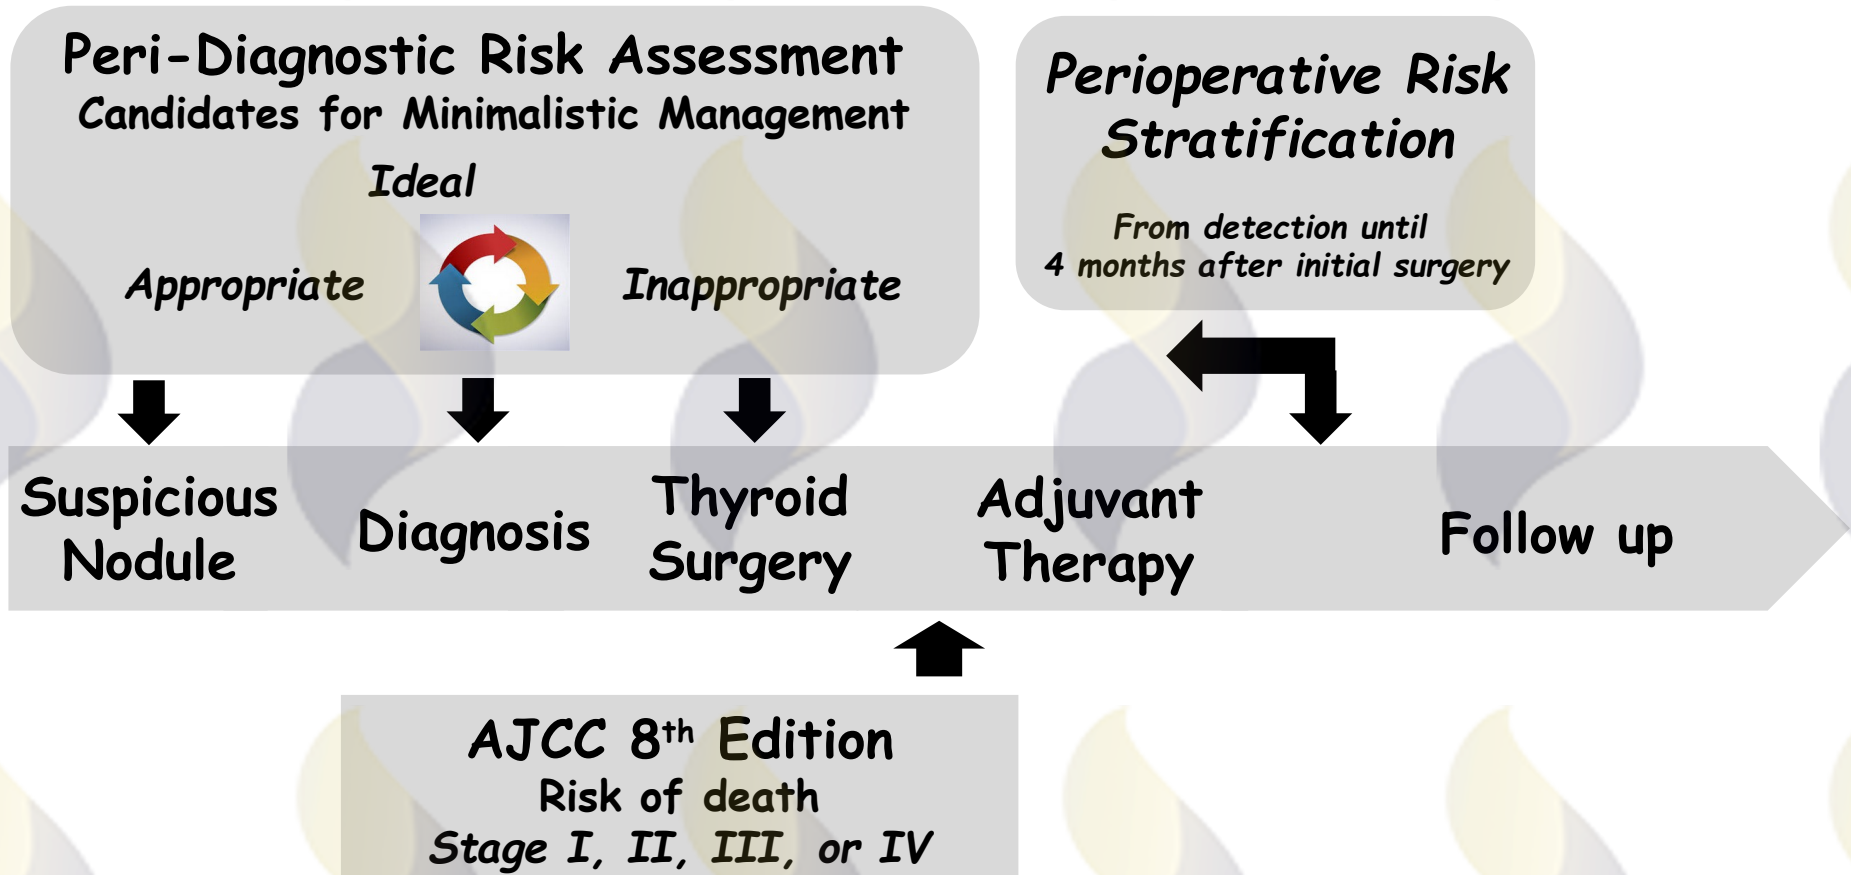 Peri-Diagnostic Risk Assessment
Candidates for Minimalistic Management
Ideal
Appropriate
Inappropriate
Perioperative Risk
Stratification
From detection until
4 months after initial surgery
Suspicious
Nodule
Diagnosis
Thyroid
Surgery
Adjuvant
Therapy
Follow up
AJCC 8th Edition
Risk of death
Stage I, II, III, or IV